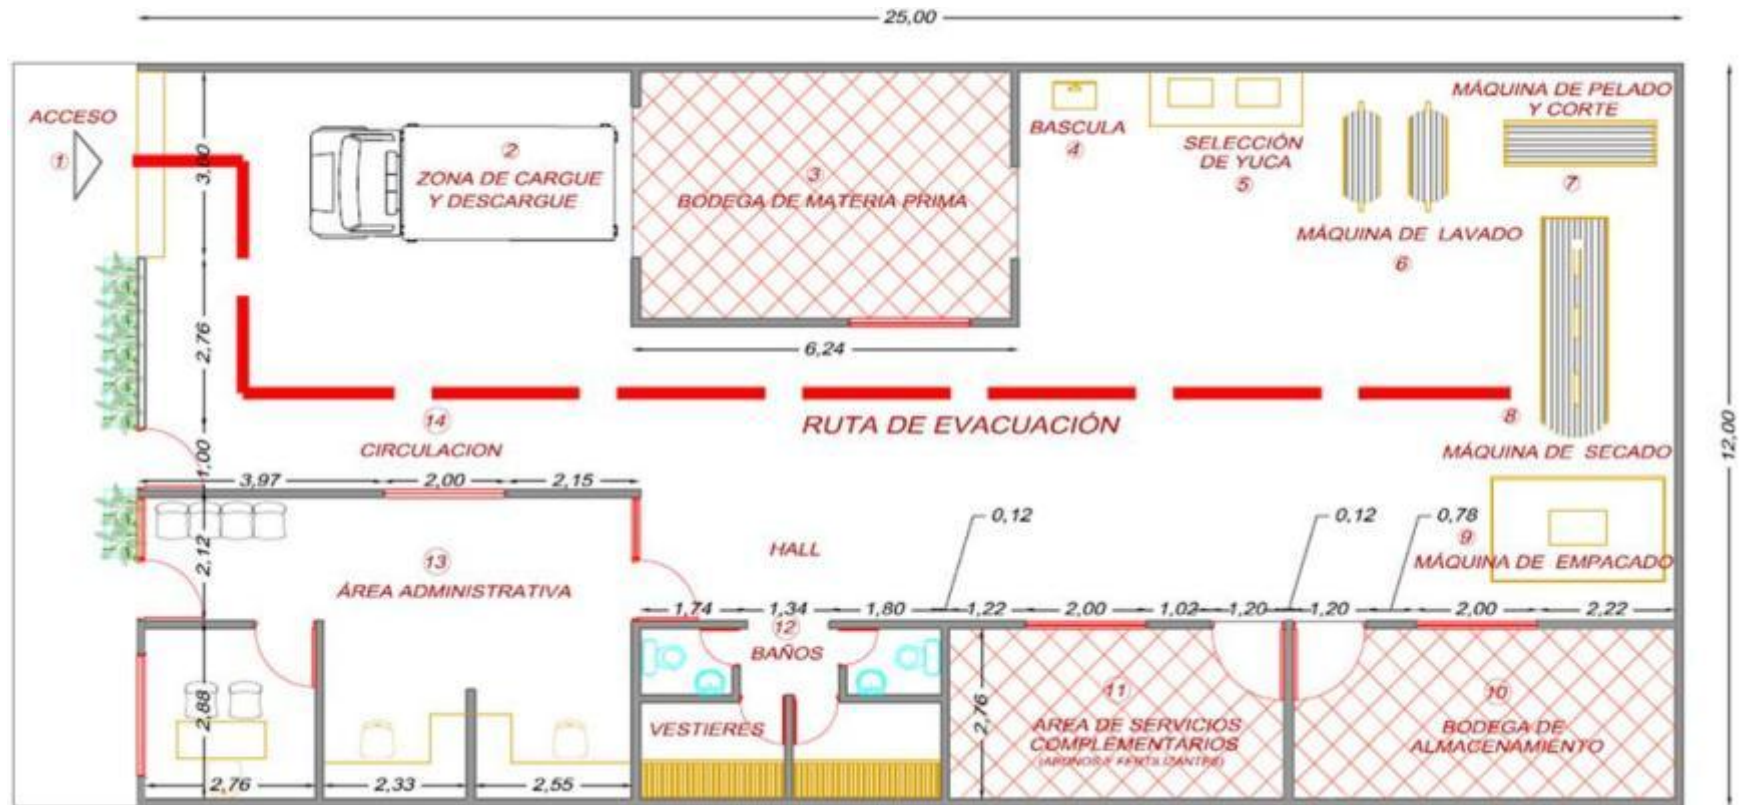 25,00
ACCESO
1
3,00
2
ZONA DE CARGUE
Y DESCARGUE
3
BODEGA DE MATERIA PRIMA
BASCULA
4
SELECCIÓN
DE YUCA
5
MÁQUINA DE PELADO
Y CORTE
7
MÁQUINA DE LAVADO
6
2,76
6,24
12,00
14
CIRCULACION
RUTA DE EVACUACIÓN
8
MÁQUINA DE SECADO
1,00
3,97
2,00
2,15
0,12
0,12
0,78
9
MÁQUINA DE EMPACADO
2,12
13
ÁREA ADMINISTRATIVA
HALL
1,74
1,34
1,80
1,22
2,00
1,02
1,20
1,20
2,00
2,22
12
BAÑOS
2,88
VESTIERES
2,76
11
AREA DE SERVICIOS
COMPLEMENTARIOS
(ABONOS Y FERTILIZANTES)
10
BODEGA DE
ALMACENAMIENTO
2,76
2,33
2,55